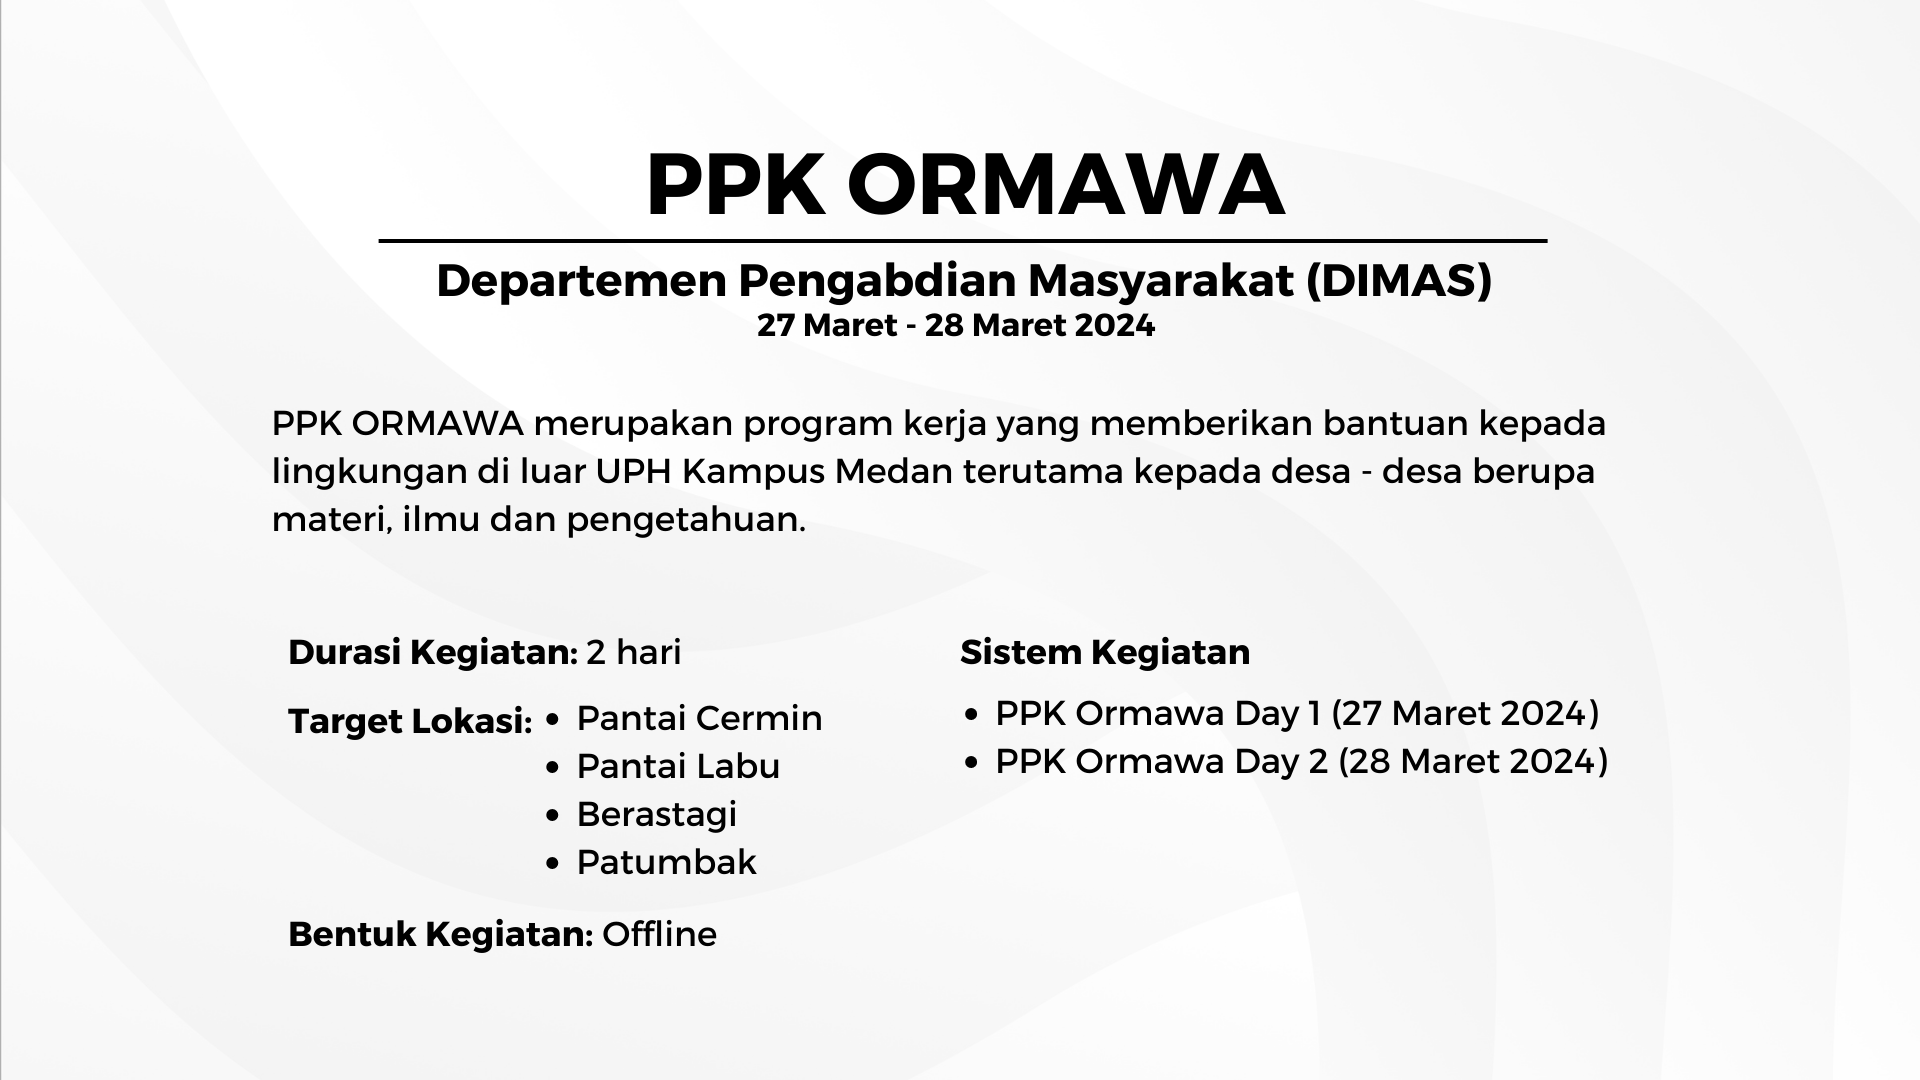 PPK ORMAWA
Departemen Pengabdian Masyarakat (DIMAS)
27 Maret - 28 Maret 2024
PPK ORMAWA merupakan program kerja yang memberikan bantuan kepada
lingkungan di luar UPH Kampus Medan terutama kepada desa - desa berupa
materi, ilmu dan pengetahuan.
Durasi Kegiatan: 2 hari
Target Lokasi: • Pantai Cermin
• Pantai Labu
• Berastagi
• Patumbak
Bentuk Kegiatan: Offline
Sistem Kegiatan
• PPK Ormawa Day 1 (27 Maret 2024)
• PPK Ormawa Day 2 (28 Maret 2024)